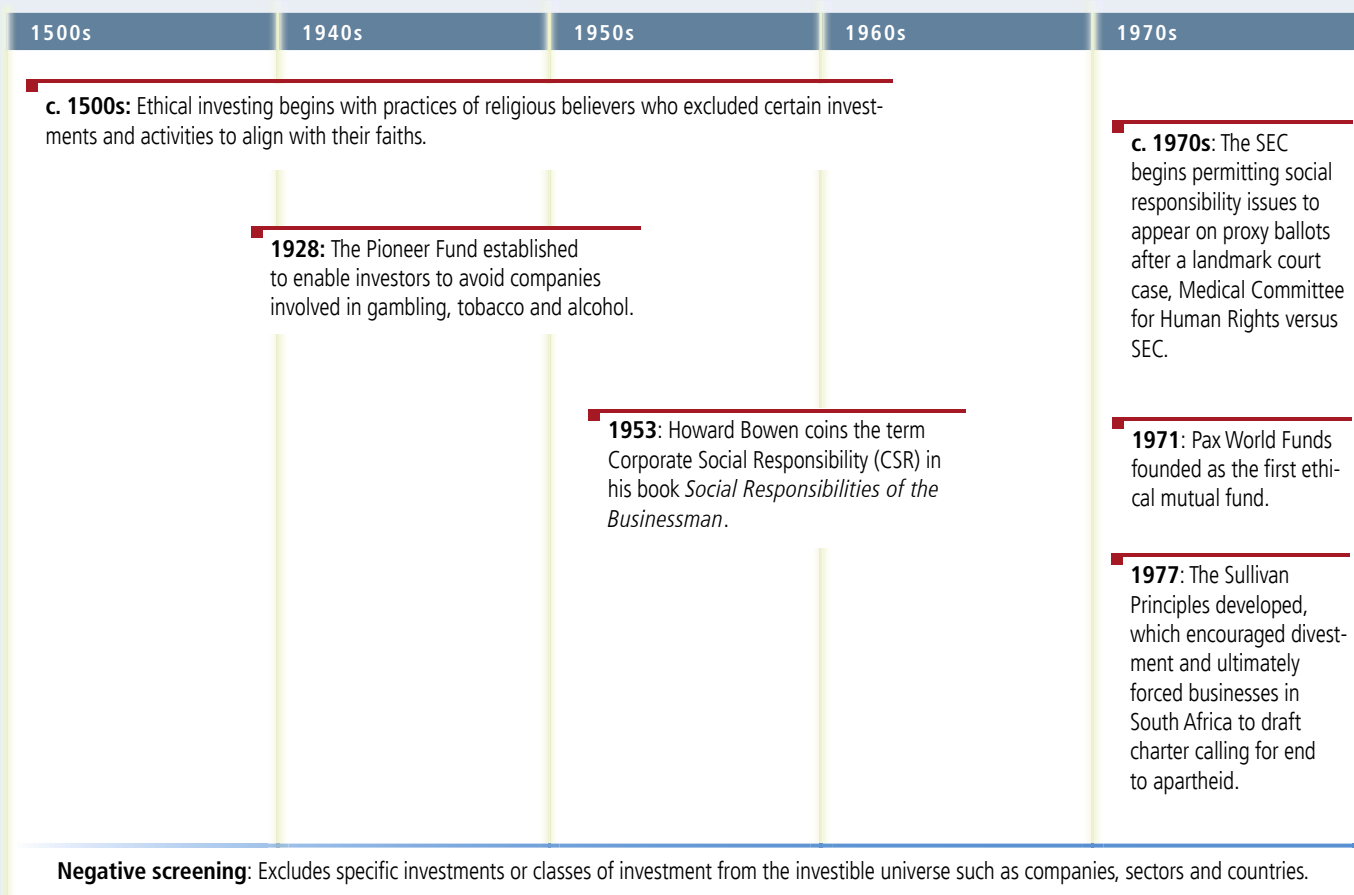 1500s
1940s
1950s
1960s
1970s
c. 1500s: Ethical investing begins with practices of religious believers who excluded certain invest-
ments and activities to align with their faiths.
1928: The Pioneer Fund established
to enable investors to avoid companies
involved in gambling, tobacco and alcohol.
1953: Howard Bowen coins the term
Corporate Social Responsibility (CSR) in
his book Social Responsibilities of the
Businessman.
c. 1970s: The SEC
begins permitting social
responsibility issues to
appear on proxy ballots
after a landmark court
case, Medical Committee
for Human Rights versus
SEC.
1971: Pax World Funds
founded as the first ethi-
cal mutual fund.
1977: The Sullivan
Principles developed,
which encouraged divest-
ment and ultimately
forced businesses in
South Africa to draft
charter calling for end
to apartheid.
Negative screening: Excludes specific investments or classes of investment from the investible universe such as companies, sectors and countries.